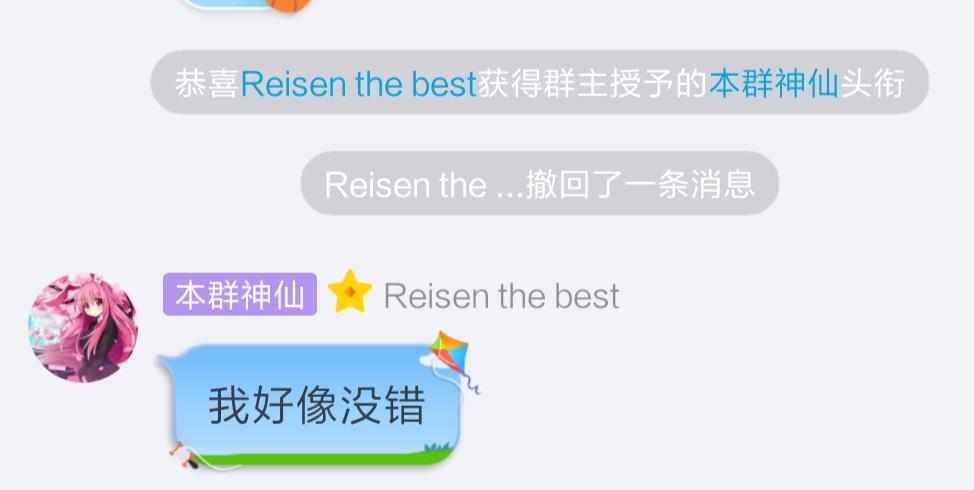 恭喜Reisen the best获得群主授予的本群神仙头衔
Reisen the ...撤回了一条消息
本群神仙 Reisen the best
我好像没错